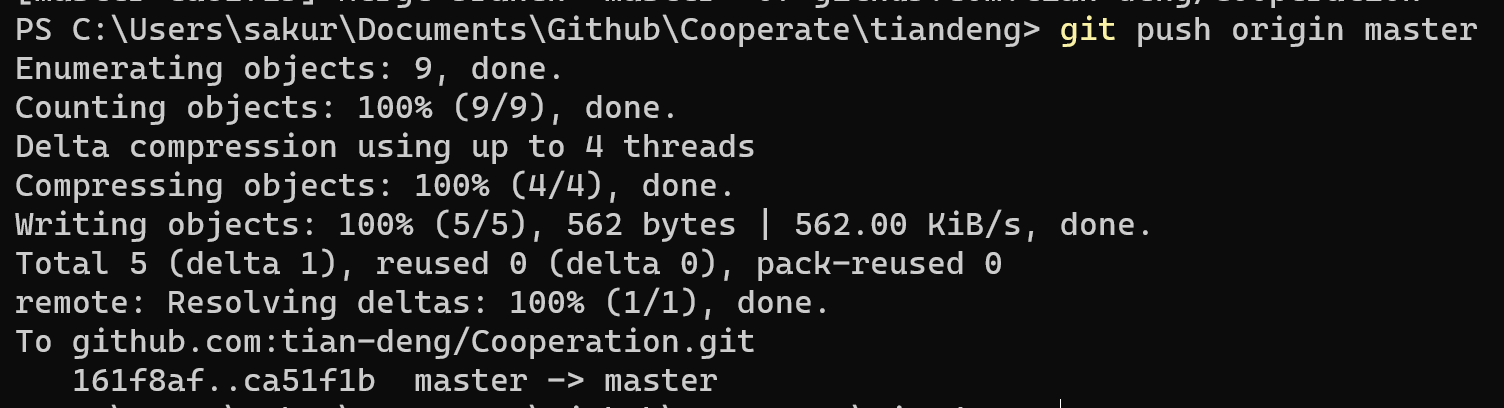 PS C:\Users\sakur\Documents\Github\Cooperate\tiandeng> git push origin master
Enumerating objects: 9, done.
Counting objects: 100% (9/9), done.
Delta compression using up to 4 threads
Compressing objects: 100% (4/4), done.
Writing objects: 100% (5/5), 562 bytes | 562.00 KiB/s, done.
Total 5 (delta 1), reused 0 (delta 0), pack-reused 0
remote: Resolving deltas: 100% (1/1), done.
To github.com:tian-deng/Cooperation.git
   161f8af..ca51f1b  master -> master